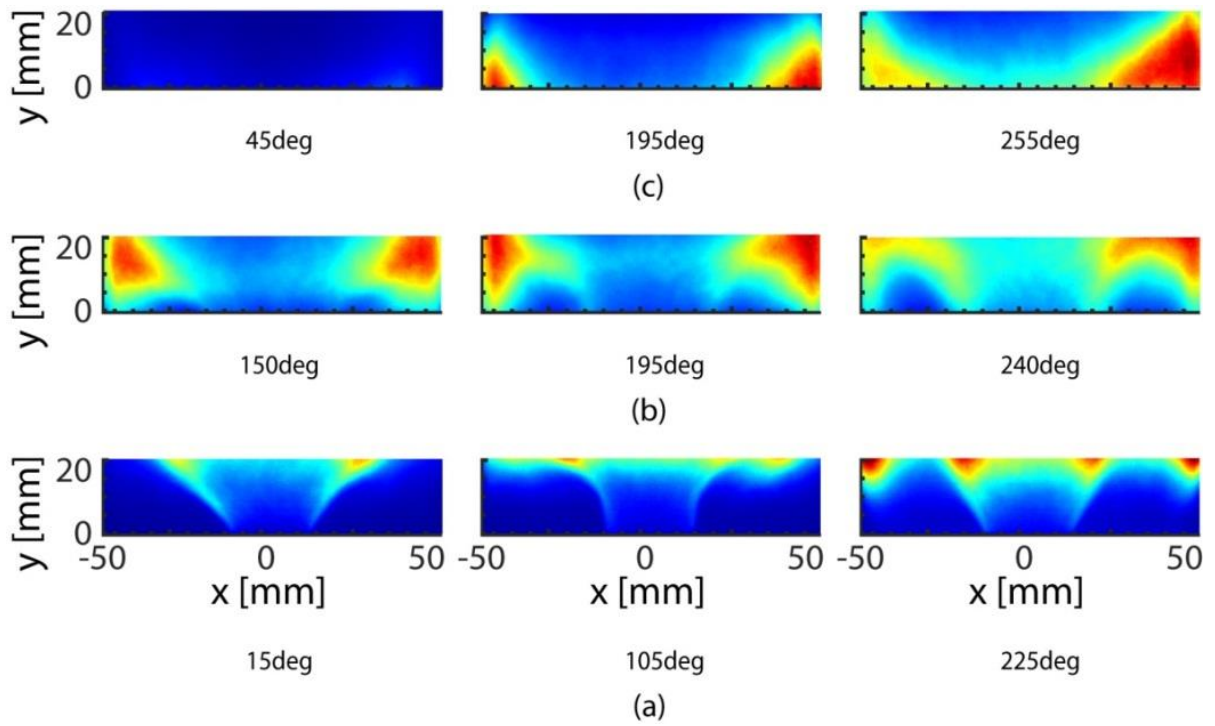 y [mm]
20
0
45deg 195deg 255deg
(c)
y [mm]
20
0
150deg 195deg 240deg
(b)
y [mm]
20
0
-50 0 50 -50 0 50 -50 0 50
x [mm] x [mm] x [mm]
15deg 105deg 225deg
(a)